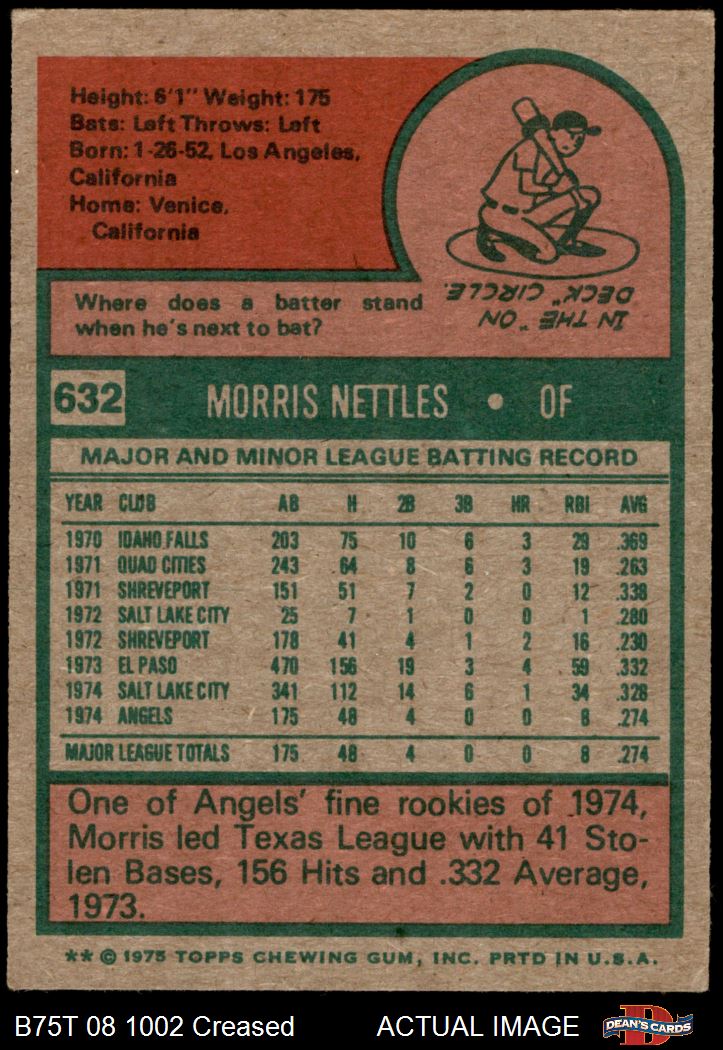 Height: 6'1" Weight: 175
Bats: Left Throws: Left
Born: 1-26-52, Los Angeles,
California
Home: Venice,
California
Where does a batter stand
when he's next to bat?
IN THE "ON
DECK" CIRCLE.
632 MORRIS NETTLES • OF
MAJOR AND MINOR LEAGUE BATTING RECORD
YEAR CLUB AB H 2B 3B HR RBI AVG
1970 IDAHO FALLS 203 75 10 6 3 29 .369
1971 QUAD CITIES 243 64 8 6 3 19 .263
1971 SHREVEPORT 151 51 7 2 0 12 .338
1972 SALT LAKE CITY 25 7 1 0 0 1 .280
1972 SHREVEPORT 178 41 4 1 2 16 .230
1973 EL PASO 470 156 19 3 4 59 .332
1974 SALT LAKE CITY 341 112 14 6 1 34 .328
1974 ANGELS 175 48 4 0 0 8 .274
MAJOR LEAGUE TOTALS 175 48 4 0 0 8 .274
One of Angels' fine rookies of 1974,
Morris led Texas League with 41 Sto-
len Bases, 156 Hits and .332 Average,
1973.
** © 1975 TOPPS CHEWING GUM, INC. PRTD IN U.S.A.
B75T 08 1002 Creased ACTUAL IMAGE DEAN'S CARDS